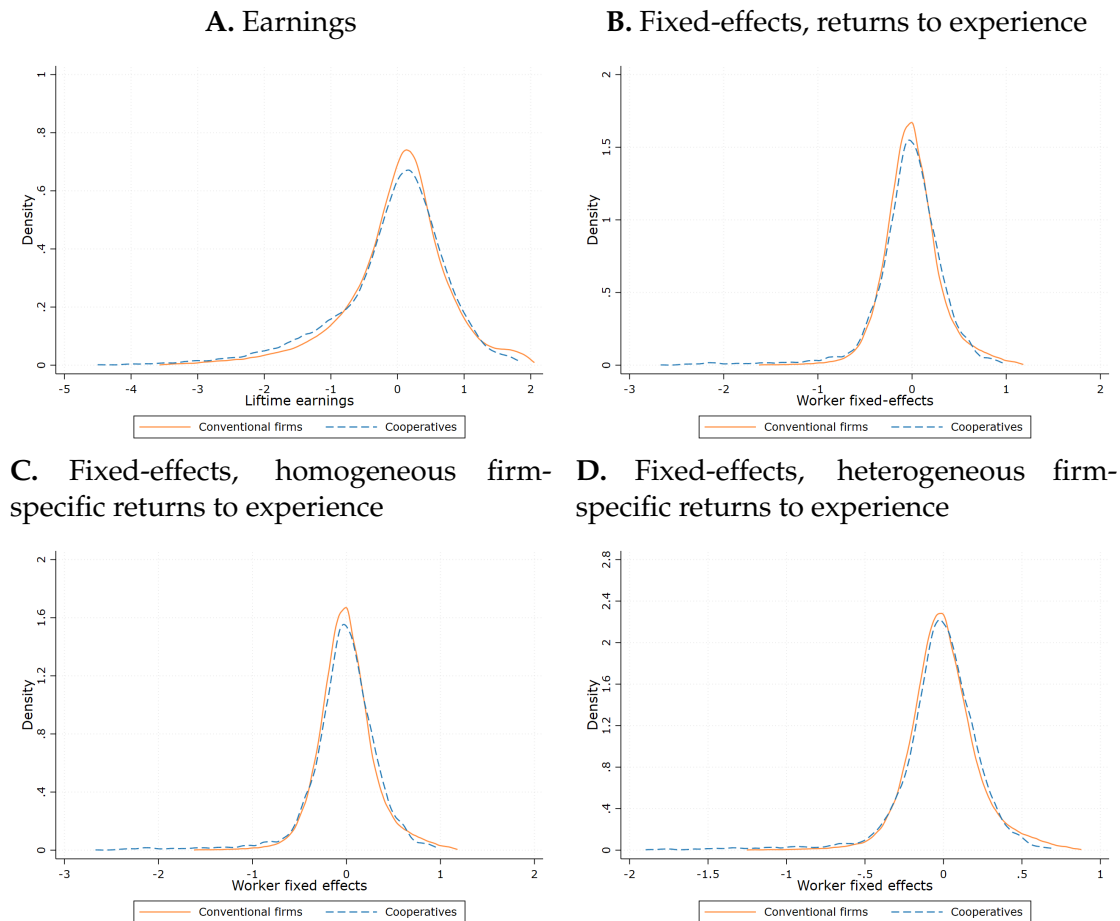 A. Earnings
B. Fixed-effects, returns to experience
1
.8
.6
.4
.2
0
Density
-5 -4 -3 -2 -1 0 1 2
Liftime earnings
Conventional firms Cooperatives
2
1.5
1
.5
0
Density
-3 -2 -1 0 1 2
Worker fixed-effects
Conventional firms Cooperatives
C. Fixed-effects, homogeneous firm-
specific returns to experience
D. Fixed-effects, heterogeneous firm-
specific returns to experience
2
1.6
1.2
.8
.4
0
Density
-3 -2 -1 0 1 2
Worker fixed effects
Conventional firms Cooperatives
2.8
2.4
2
1.6
1.2
.8
.4
0
Density
-2 -1.5 -1 -.5 0 .5 1
Worker fixed effects
Conventional firms Cooperatives